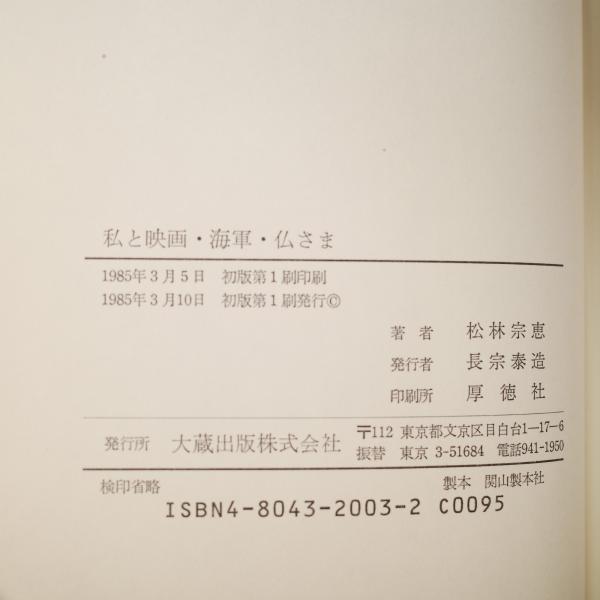 私と映画・海軍・仏さま
1985年3月5日 初版第1刷印刷
1985年3月10日 初版第1刷発行©
著者 松林宗恵
発行者 長宗泰造
印刷所 厚徳社
発行所 大蔵出版株式会社 〒112 東京都文京区目白台1—17—6
振替 東京 3-51684 電話941-1950
検印省略 製本 関山製本社
ISBN4-8043-2003-2 C0095